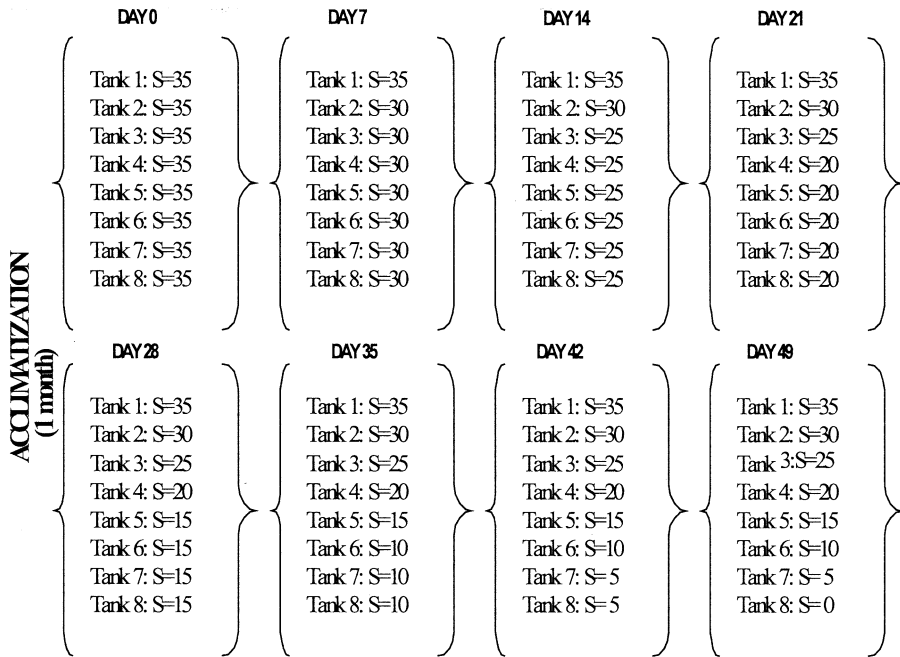 DAY 0
Tank 1: S=35
Tank 2: S=35
Tank 3: S=35
Tank 4: S=35
Tank 5: S=35
Tank 6: S=35
Tank 7: S=35
Tank 8: S=35
DAY 7
Tank 1: S=35
Tank 2: S=30
Tank 3: S=30
Tank 4: S=30
Tank 5: S=30
Tank 6: S=30
Tank 7: S=30
Tank 8: S=30
DAY 14
Tank 1: S=35
Tank 2: S=30
Tank 3: S=25
Tank 4: S=25
Tank 5: S=25
Tank 6: S=25
Tank 7: S=25
Tank 8: S=25
DAY 21
Tank 1: S=35
Tank 2: S=30
Tank 3: S=25
Tank 4: S=20
Tank 5: S=20
Tank 6: S=20
Tank 7: S=20
Tank 8: S=20
ACCLIMATIZATION
(1 month)
DAY 28
Tank 1: S=35
Tank 2: S=30
Tank 3: S=25
Tank 4: S=20
Tank 5: S=15
Tank 6: S=15
Tank 7: S=15
Tank 8: S=15
DAY 35
Tank 1: S=35
Tank 2: S=30
Tank 3: S=25
Tank 4: S=20
Tank 5: S=15
Tank 6: S=10
Tank 7: S=10
Tank 8: S=10
DAY 42
Tank 1: S=35
Tank 2: S=30
Tank 3: S=25
Tank 4: S=20
Tank 5: S=15
Tank 6: S=10
Tank 7: S= 5
Tank 8: S= 5
DAY 49
Tank 1: S=35
Tank 2: S=30
Tank 3:S=25
Tank 4: S=20
Tank 5: S=15
Tank 6: S=10
Tank 7: S= 5
Tank 8: S= 0